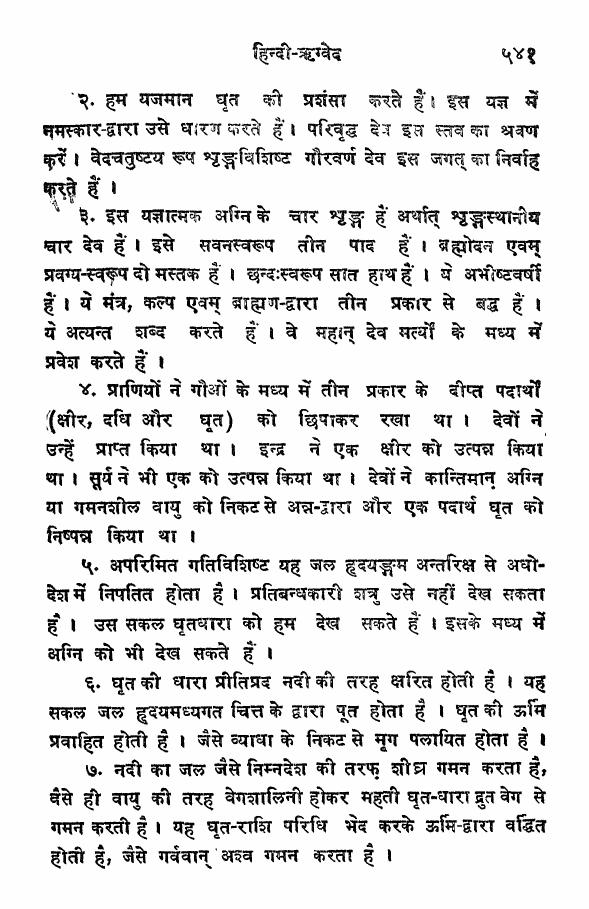 हिन्दी-ऋग्वेद ५४१
२. हम यजमान घृत की प्रशंसा करते हैं। इस यज्ञ में
नमस्कार-द्वारा उसे धारण करते हैं। परिवृद्ध देव इस स्तव का श्रवण
करें। वेदचतुष्टय रूप शृङ्गविशिष्ट गौरवर्ण देव इस जगत् का निर्वाह
करते हैं।
३. इस यज्ञात्मक अग्नि के चार शृङ्ग हैं अर्थात् शृङ्गस्थानीय
चार देव हैं। इसे सवनस्वरूप तीन पाद हैं। ब्रह्मोदन एवम्
प्रवर्ग्य-स्वरूप दो मस्तक हैं। छन्दःस्वरूप सात हाथ हैं। ये अभीष्टवर्षी
हैं। ये मंत्र, कल्प एवम् ब्राह्मण-द्वारा तीन प्रकार से बद्ध हैं।
ये अत्यन्त शब्द करते हैं। वे महान् देव मर्त्यों के मध्य में
प्रवेश करते हैं।
४. प्राणियों ने गौओं के मध्य में तीन प्रकार के दीप्त पदार्थों
(क्षीर, दधि और घृत) को छिपाकर रखा था। देवों ने
उन्हें प्राप्त किया था। इन्द्र ने एक क्षीर को उत्पन्न किया
था। सूर्य ने भी एक को उत्पन्न किया था। देवों ने कान्तिमान् अग्नि
या गमनशील वायु को निकट से अन्न-द्वारा और एक पदार्थ घृत को
निष्पन्न किया था।
५. अपरिमित गतिविशिष्ट यह जल हृदयङ्गम अन्तरिक्ष से अधो-
देश में निपतित होता है। प्रतिबन्धकारी शत्रु उसे नहीं देख सकता
है। उस सकल घृतधारा को हम देख सकते हैं। इसके मध्य में
अग्नि को भी देख सकते हैं।
६. घृत की धारा प्रीतिप्रद नदी की तरह क्षरित होती है। यह
सकल जल हृदयमध्यगत चित्त के द्वारा पूत होता है। घृत की ऊर्मि
प्रवाहित होती है। जैसे व्याधा के निकट से मृग पलायित होता है।
७. नदी का जल जैसे निम्नदेश की तरफ़ शीघ्र गमन करता है,
वैसे ही वायु की तरह वेगशालिनी होकर महती घृत-धारा द्रुत वेग से
गमन करती है। यह घृत-राशि परिधि भेद करके ऊर्मि-द्वारा वर्द्धित
होती है, जैसे गर्ववान् अश्व गमन करता है।